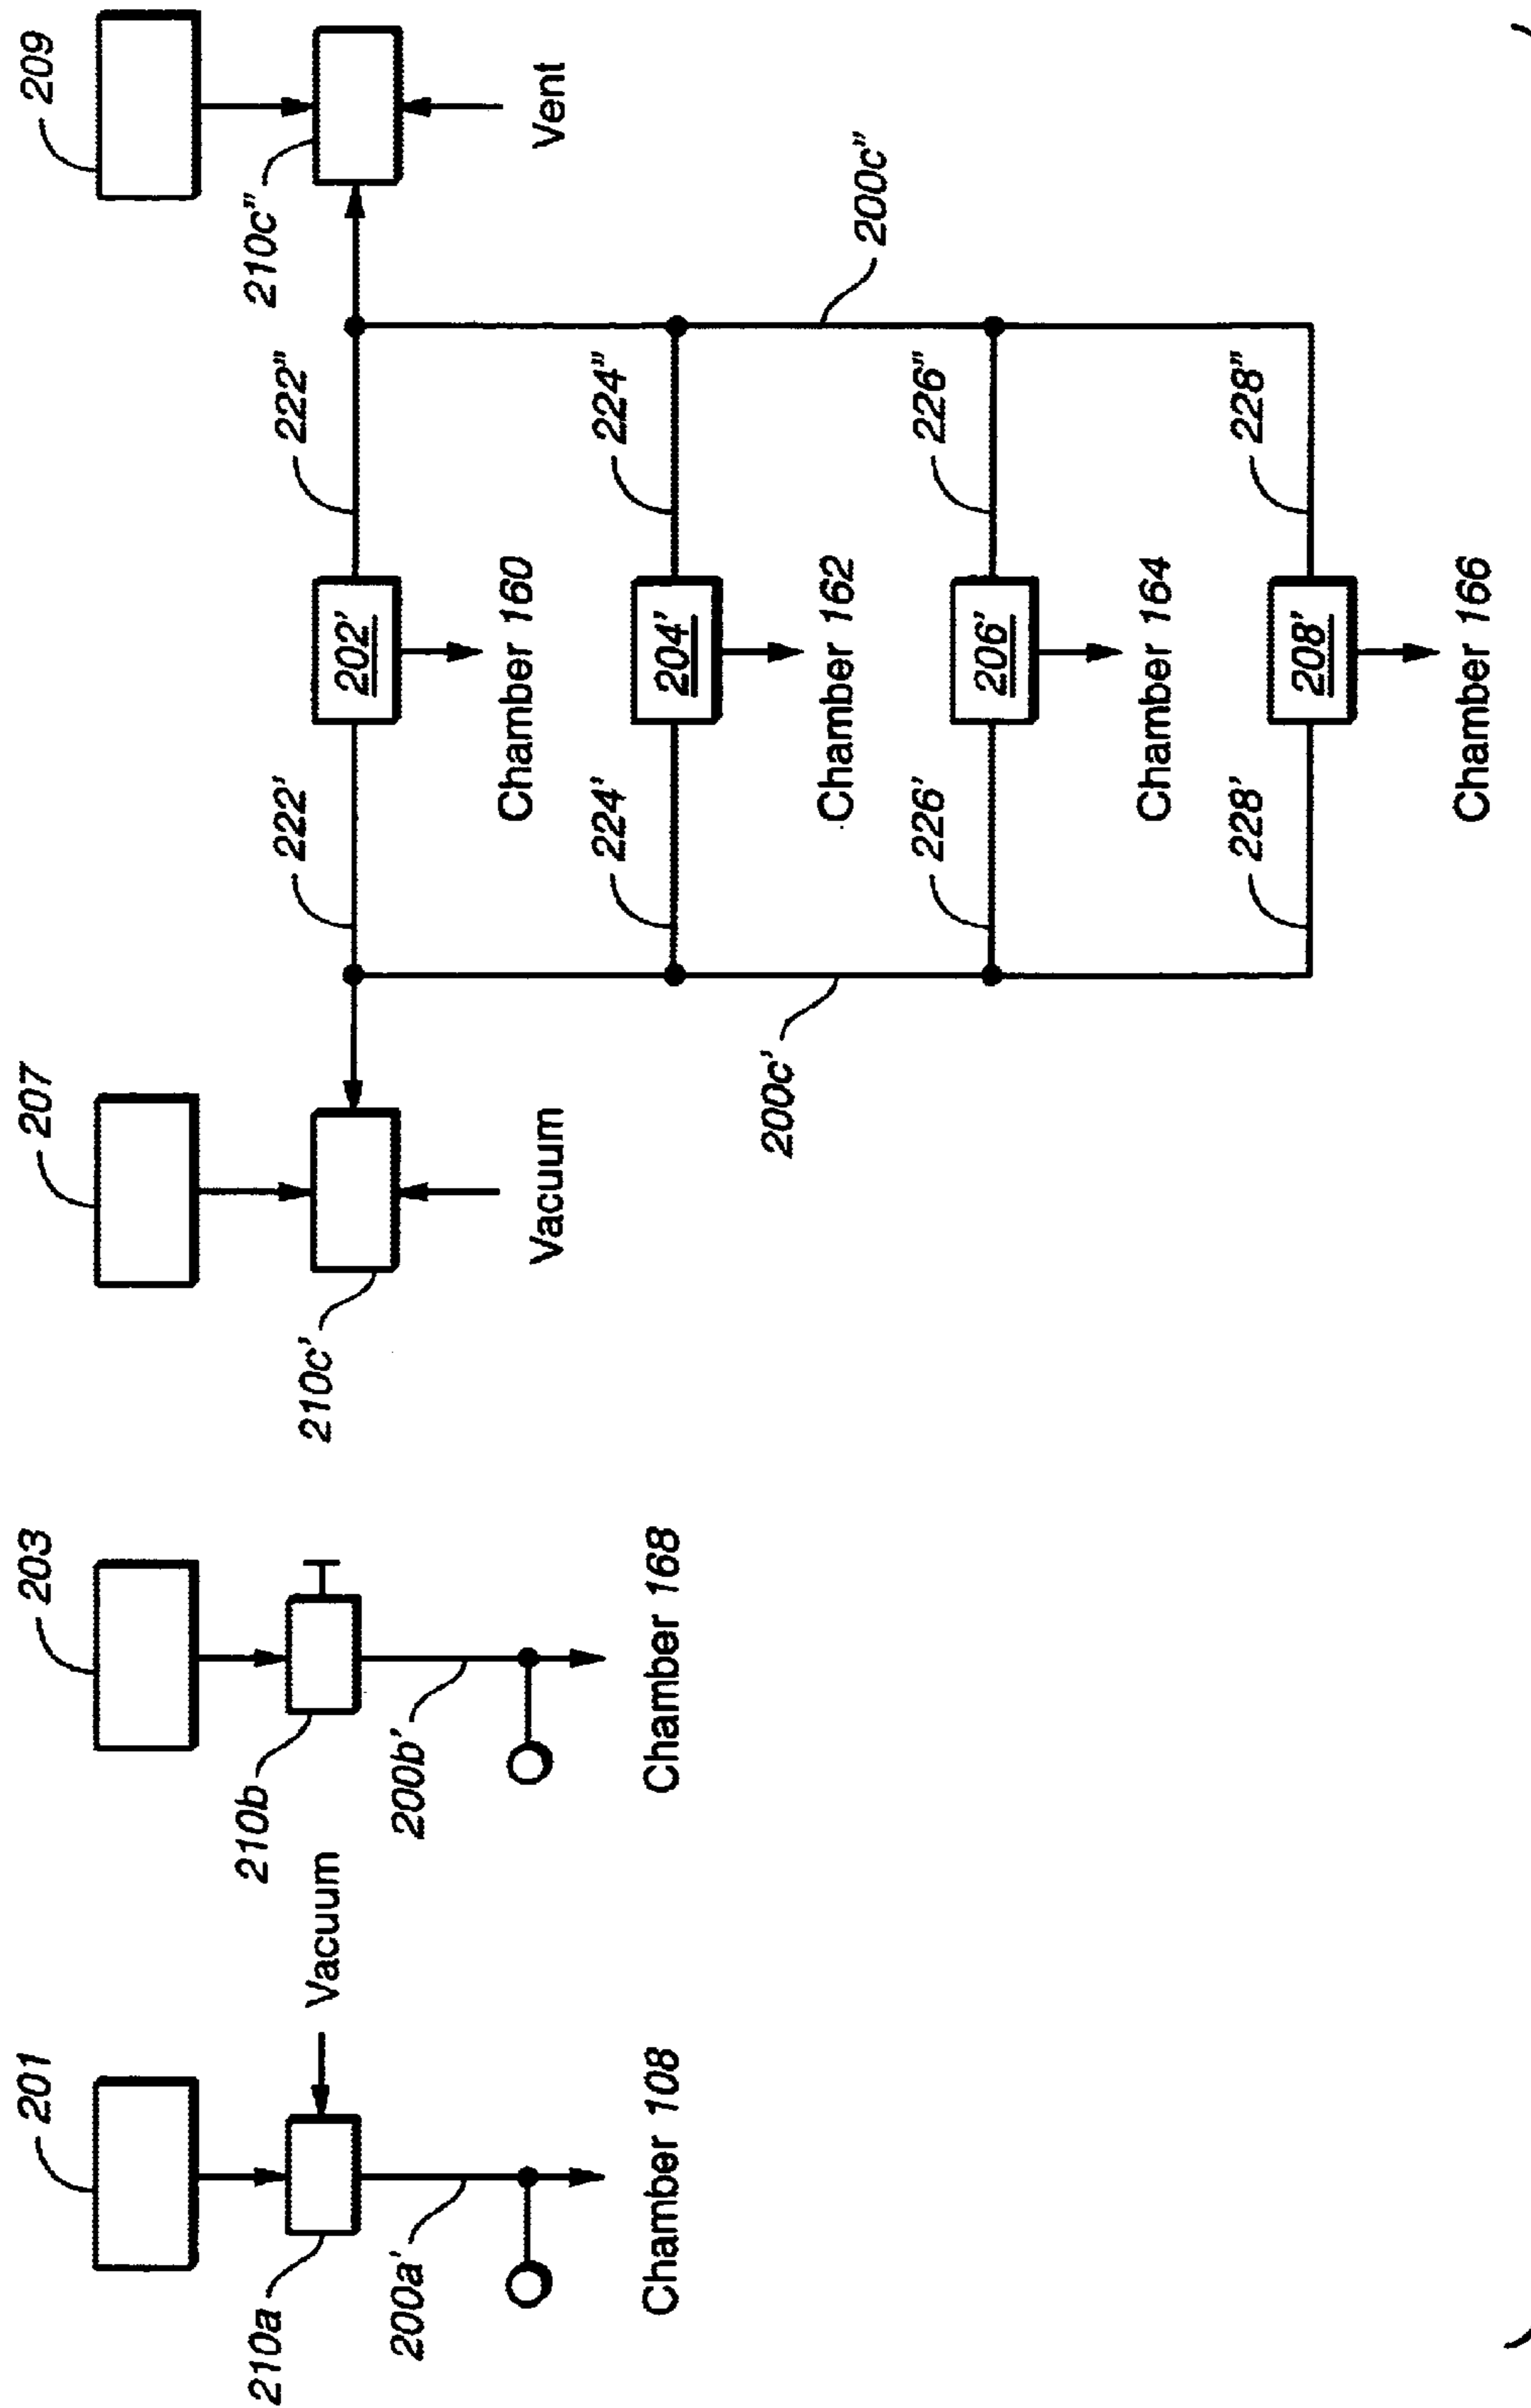 201
203
207
209
210a
Vacuum
210b
210c'
210c"
200a'
200b'
Vacuum
Vent
222'
202'
222"
Chamber 108
Chamber 168
Chamber 160
224'
204'
224"
200c'
200c"
Chamber 162
226'
206'
226"
Chamber 164
228'
208'
228"
Chamber 166